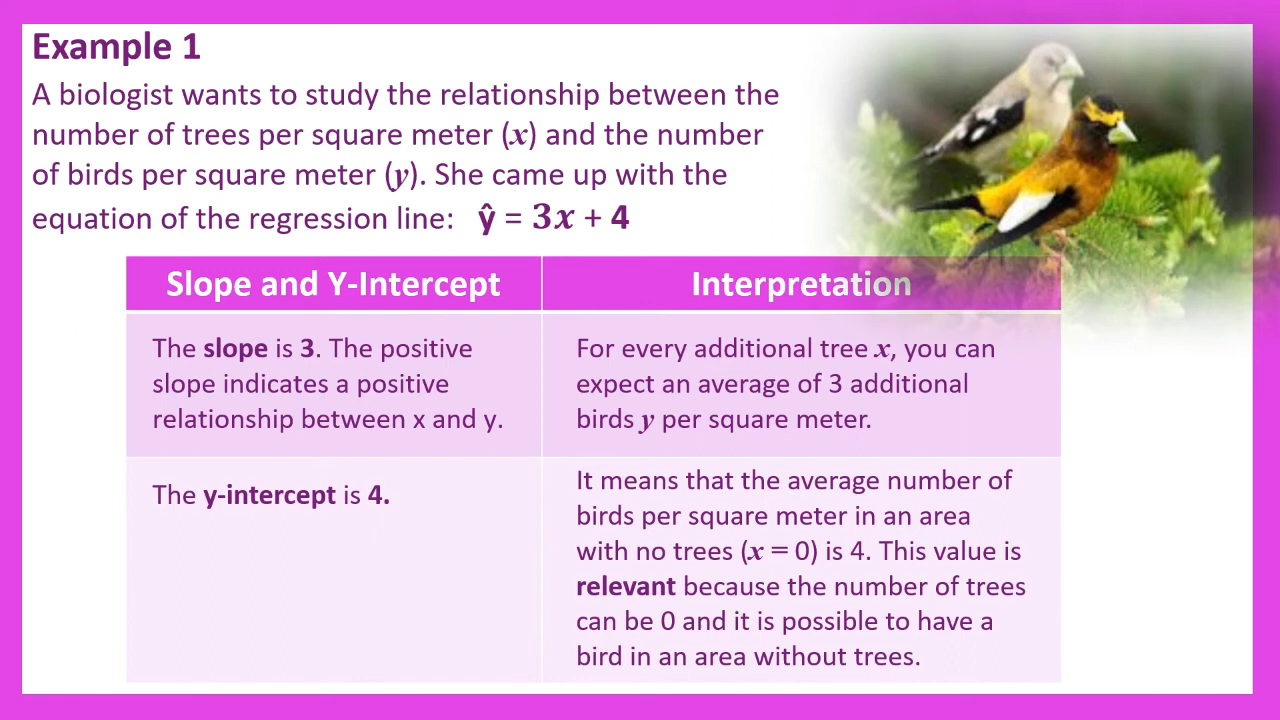 Example 1
A biologist wants to study the relationship between the
number of trees per square meter (x) and the number
of birds per square meter (y). She came up with the
equation of the regression line: ŷ = 3x + 4
Slope and Y-Intercept
Interpretation
The slope is 3. The positive
slope indicates a positive
relationship between x and y.
For every additional tree x, you can
expect an average of 3 additional
birds y per square meter.
The y-intercept is 4.
It means that the average number of
birds per square meter in an area
with no trees (x = 0) is 4. This value is
relevant because the number of trees
can be 0 and it is possible to have a
bird in an area without trees.